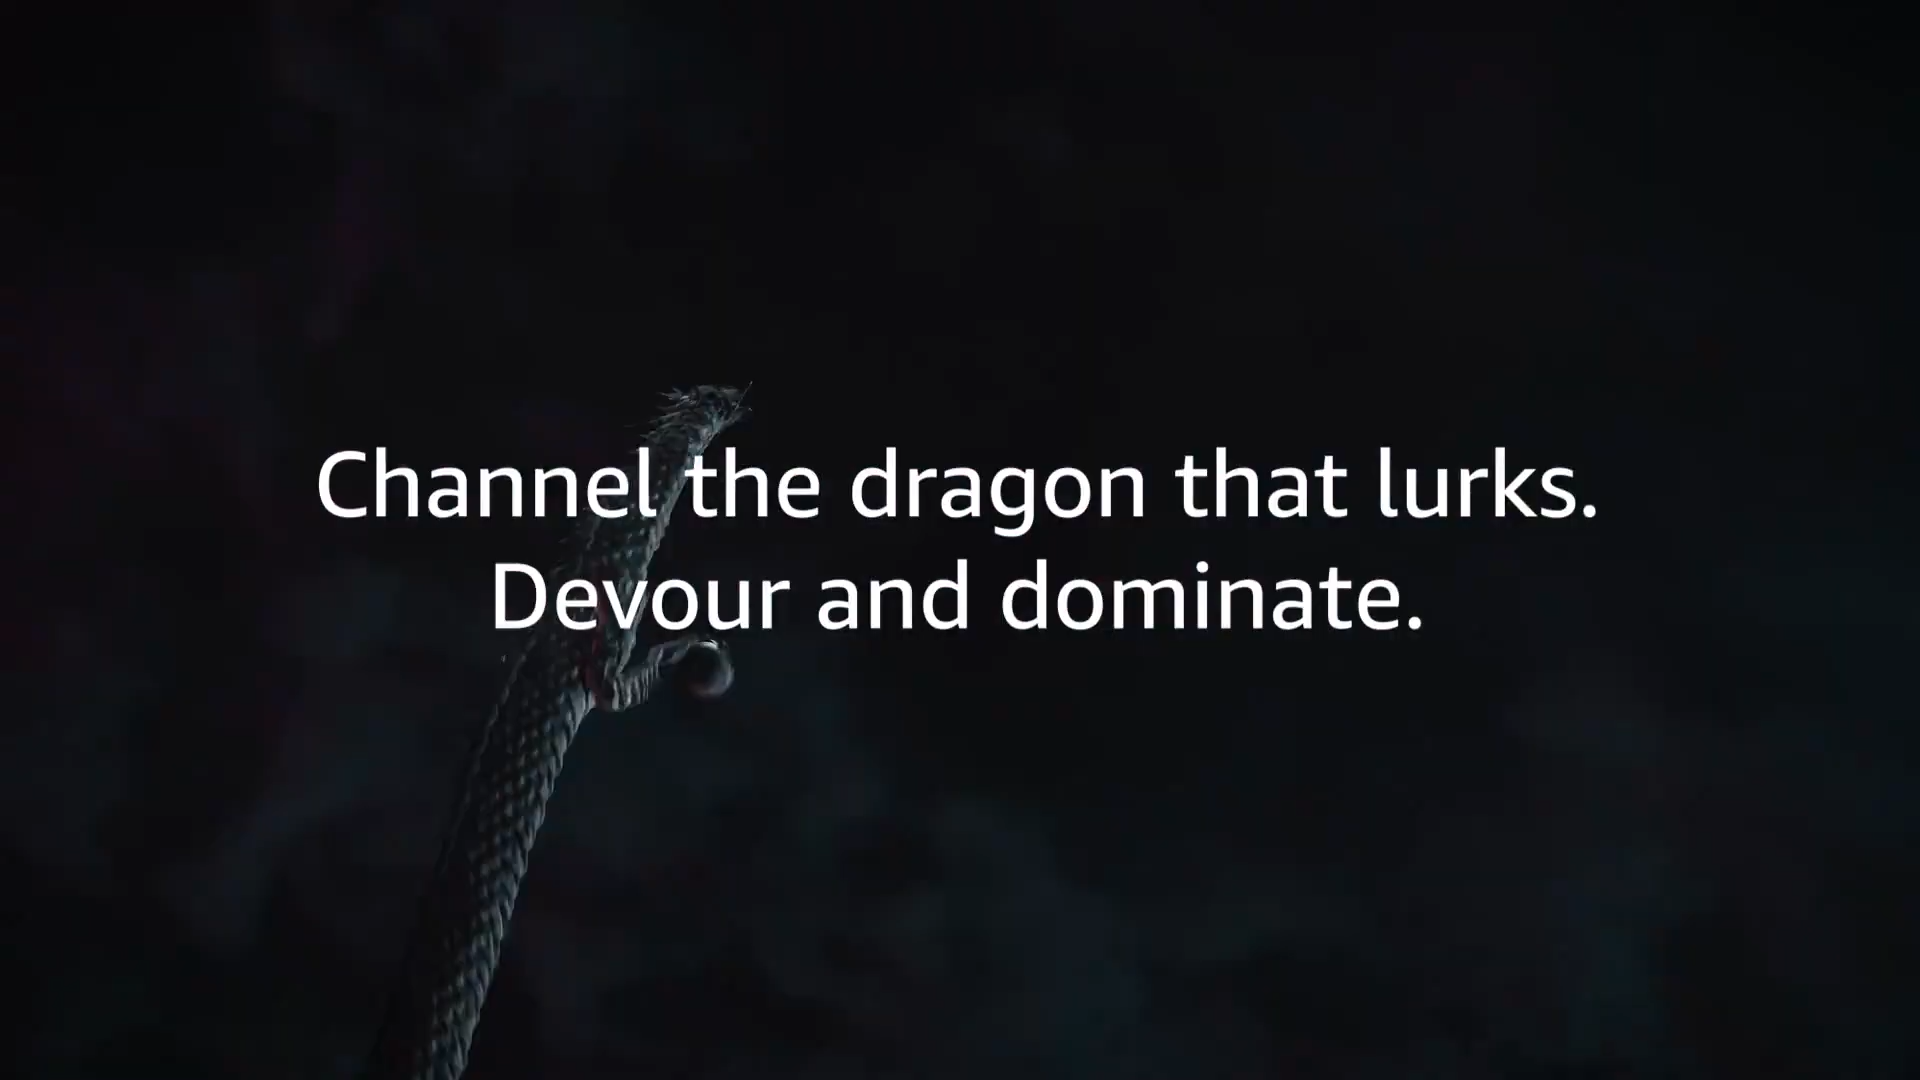 Channel the dragon that lurks.
Devour and dominate.